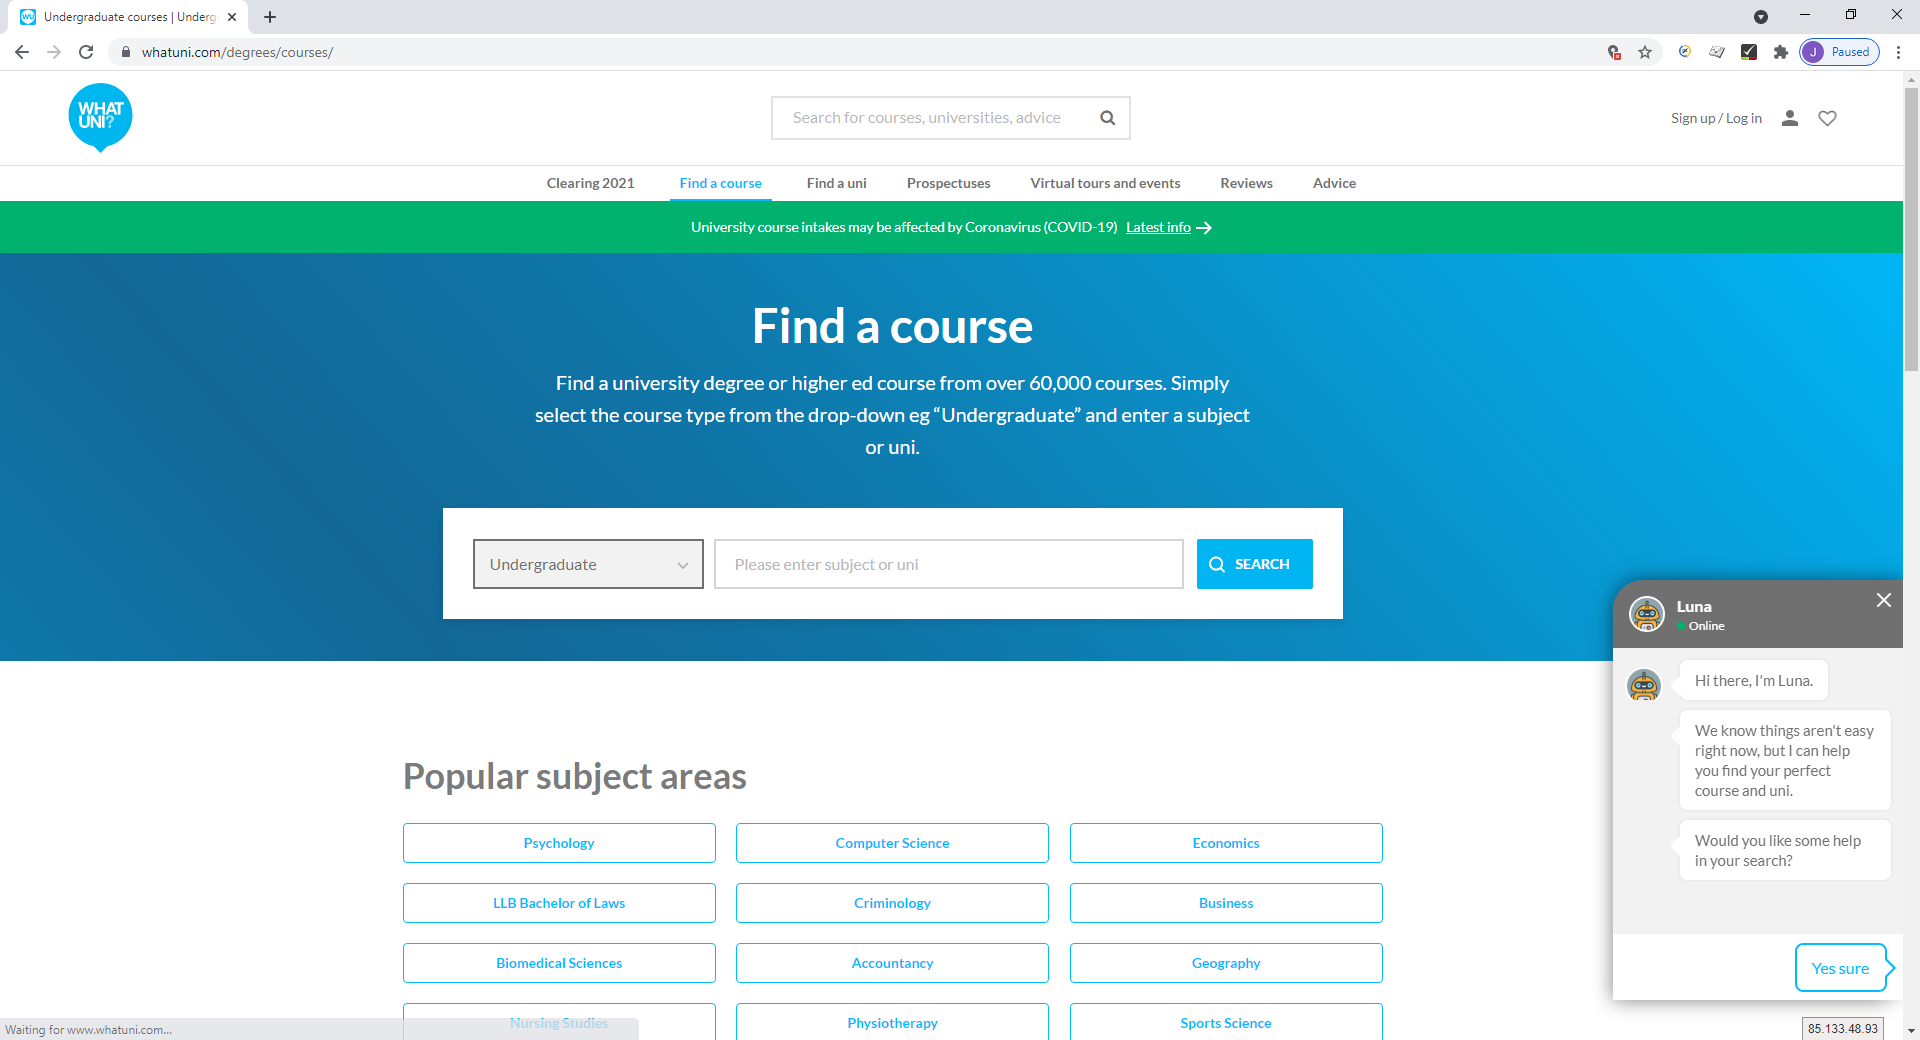 Undergraduate courses | Underg
whatuni.com/degrees/courses/
J Paused
WHAT
UNI?
Search for courses, universities, advice
Sign up / Log in
Clearing 2021
Find a course
Find a uni
Prospectuses
Virtual tours and events
Reviews
Advice
University course intakes may be affected by Coronavirus (COVID-19) Latest info
Find a course
Find a university degree or higher ed course from over 60,000 courses. Simply
select the course type from the drop-down eg “Undergraduate” and enter a subject
or uni.
Undergraduate
Please enter subject or uni
SEARCH
Luna
Online
Hi there, I'm Luna.
We know things aren't easy
right now, but I can help
you find your perfect
course and uni.
Would you like some help
in your search?
Yes sure
Popular subject areas
Psychology
Computer Science
Economics
LLB Bachelor of Laws
Criminology
Business
Biomedical Sciences
Accountancy
Geography
Nursing Studies
Physiotherapy
Sports Science
Waiting for www.whatuni.com...
85.133.48.93